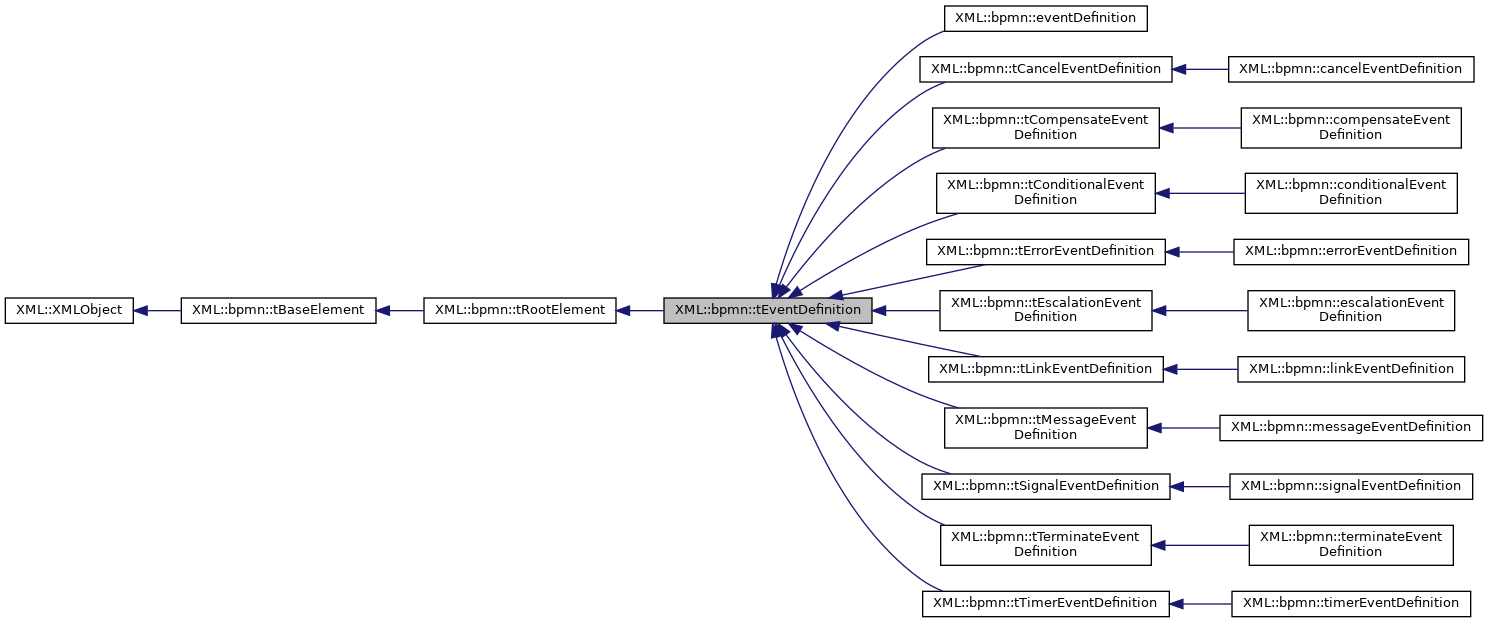 XML::bpmn::eventDefinition
XML::bpmn::tCancelEventDefinition
XML::bpmn::cancelEventDefinition
XML::bpmn::tCompensateEvent
Definition
XML::bpmn::compensateEvent
Definition
XML::bpmn::tConditionalEvent
Definition
XML::bpmn::conditionalEvent
Definition
XML::bpmn::tErrorEventDefinition
XML::bpmn::errorEventDefinition
XML::XMLObject
XML::bpmn::tBaseElement
XML::bpmn::tRootElement
XML::bpmn::tEventDefinition
XML::bpmn::tEscalationEvent
Definition
XML::bpmn::escalationEvent
Definition
XML::bpmn::tLinkEventDefinition
XML::bpmn::linkEventDefinition
XML::bpmn::tMessageEvent
Definition
XML::bpmn::messageEventDefinition
XML::bpmn::tSignalEventDefinition
XML::bpmn::signalEventDefinition
XML::bpmn::tTerminateEvent
Definition
XML::bpmn::terminateEvent
Definition
XML::bpmn::tTimerEventDefinition
XML::bpmn::timerEventDefinition